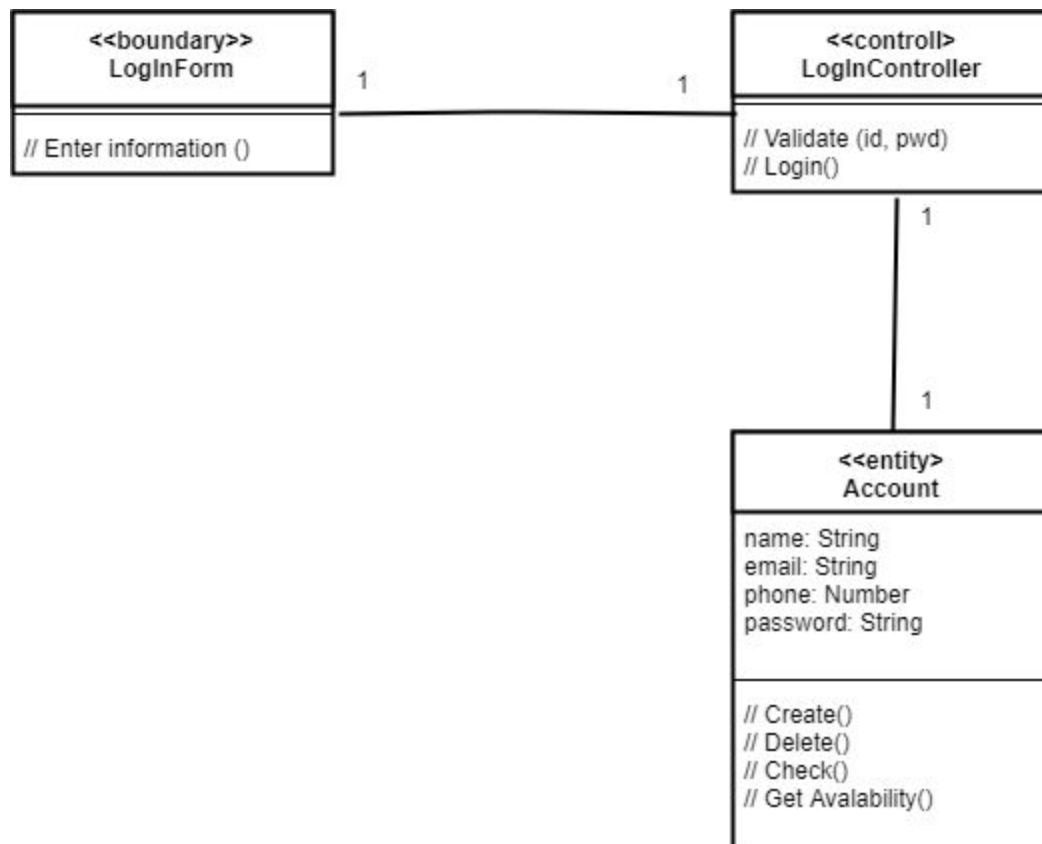 <<boundary>>
LogInForm
// Enter information ()
1
1
<<controll>
LogInController
// Validate (id, pwd)
// Login()
1
1
<<entity>
Account
name: String
email: String
phone: Number
password: String
// Create()
// Delete()
// Check()
// Get Avalability()